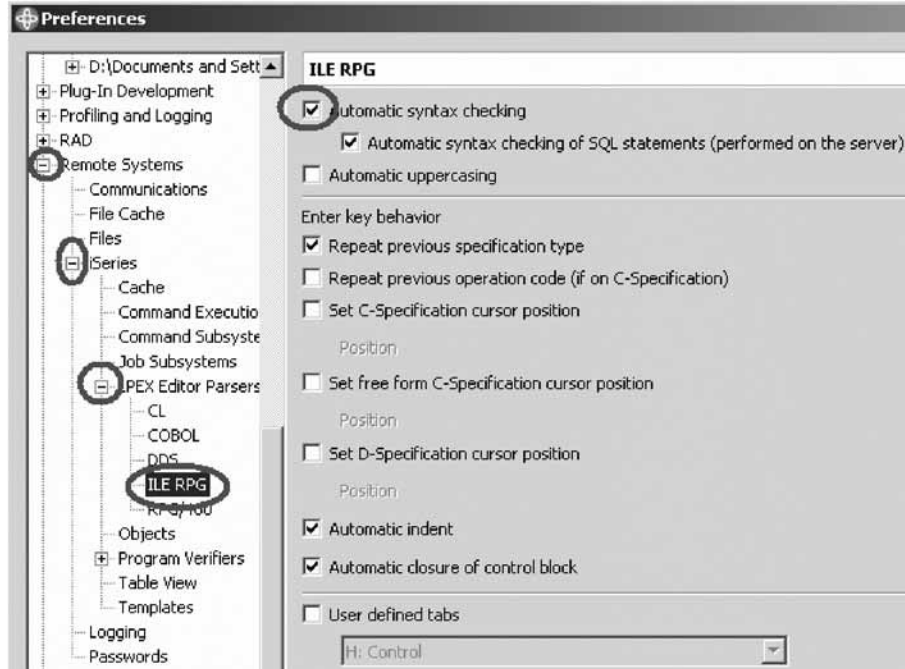 Preferences
D:\Documents and Sett
Plug-In Development
Profiling and Logging
RAD
Remote Systems
Communications
File Cache
Files
iSeries
Cache
Command Executio
Command Subsyste
Job Subsystems
LPEX Editor Parsers
CL
COBOL
DDS
ILE RPG
RPG/400
Objects
Program Verifiers
Table View
Templates
Logging
Passwords
ILE RPG
Automatic syntax checking
Automatic syntax checking of SQL statements (performed on the server)
Automatic uppercasing
Enter key behavior
Repeat previous specification type
Repeat previous operation code (if on C-Specification)
Set C-Specification cursor position
Position
Set free form C-Specification cursor position
Position
Set D-Specification cursor position
Position
Automatic indent
Automatic closure of control block
User defined tabs
H: Control